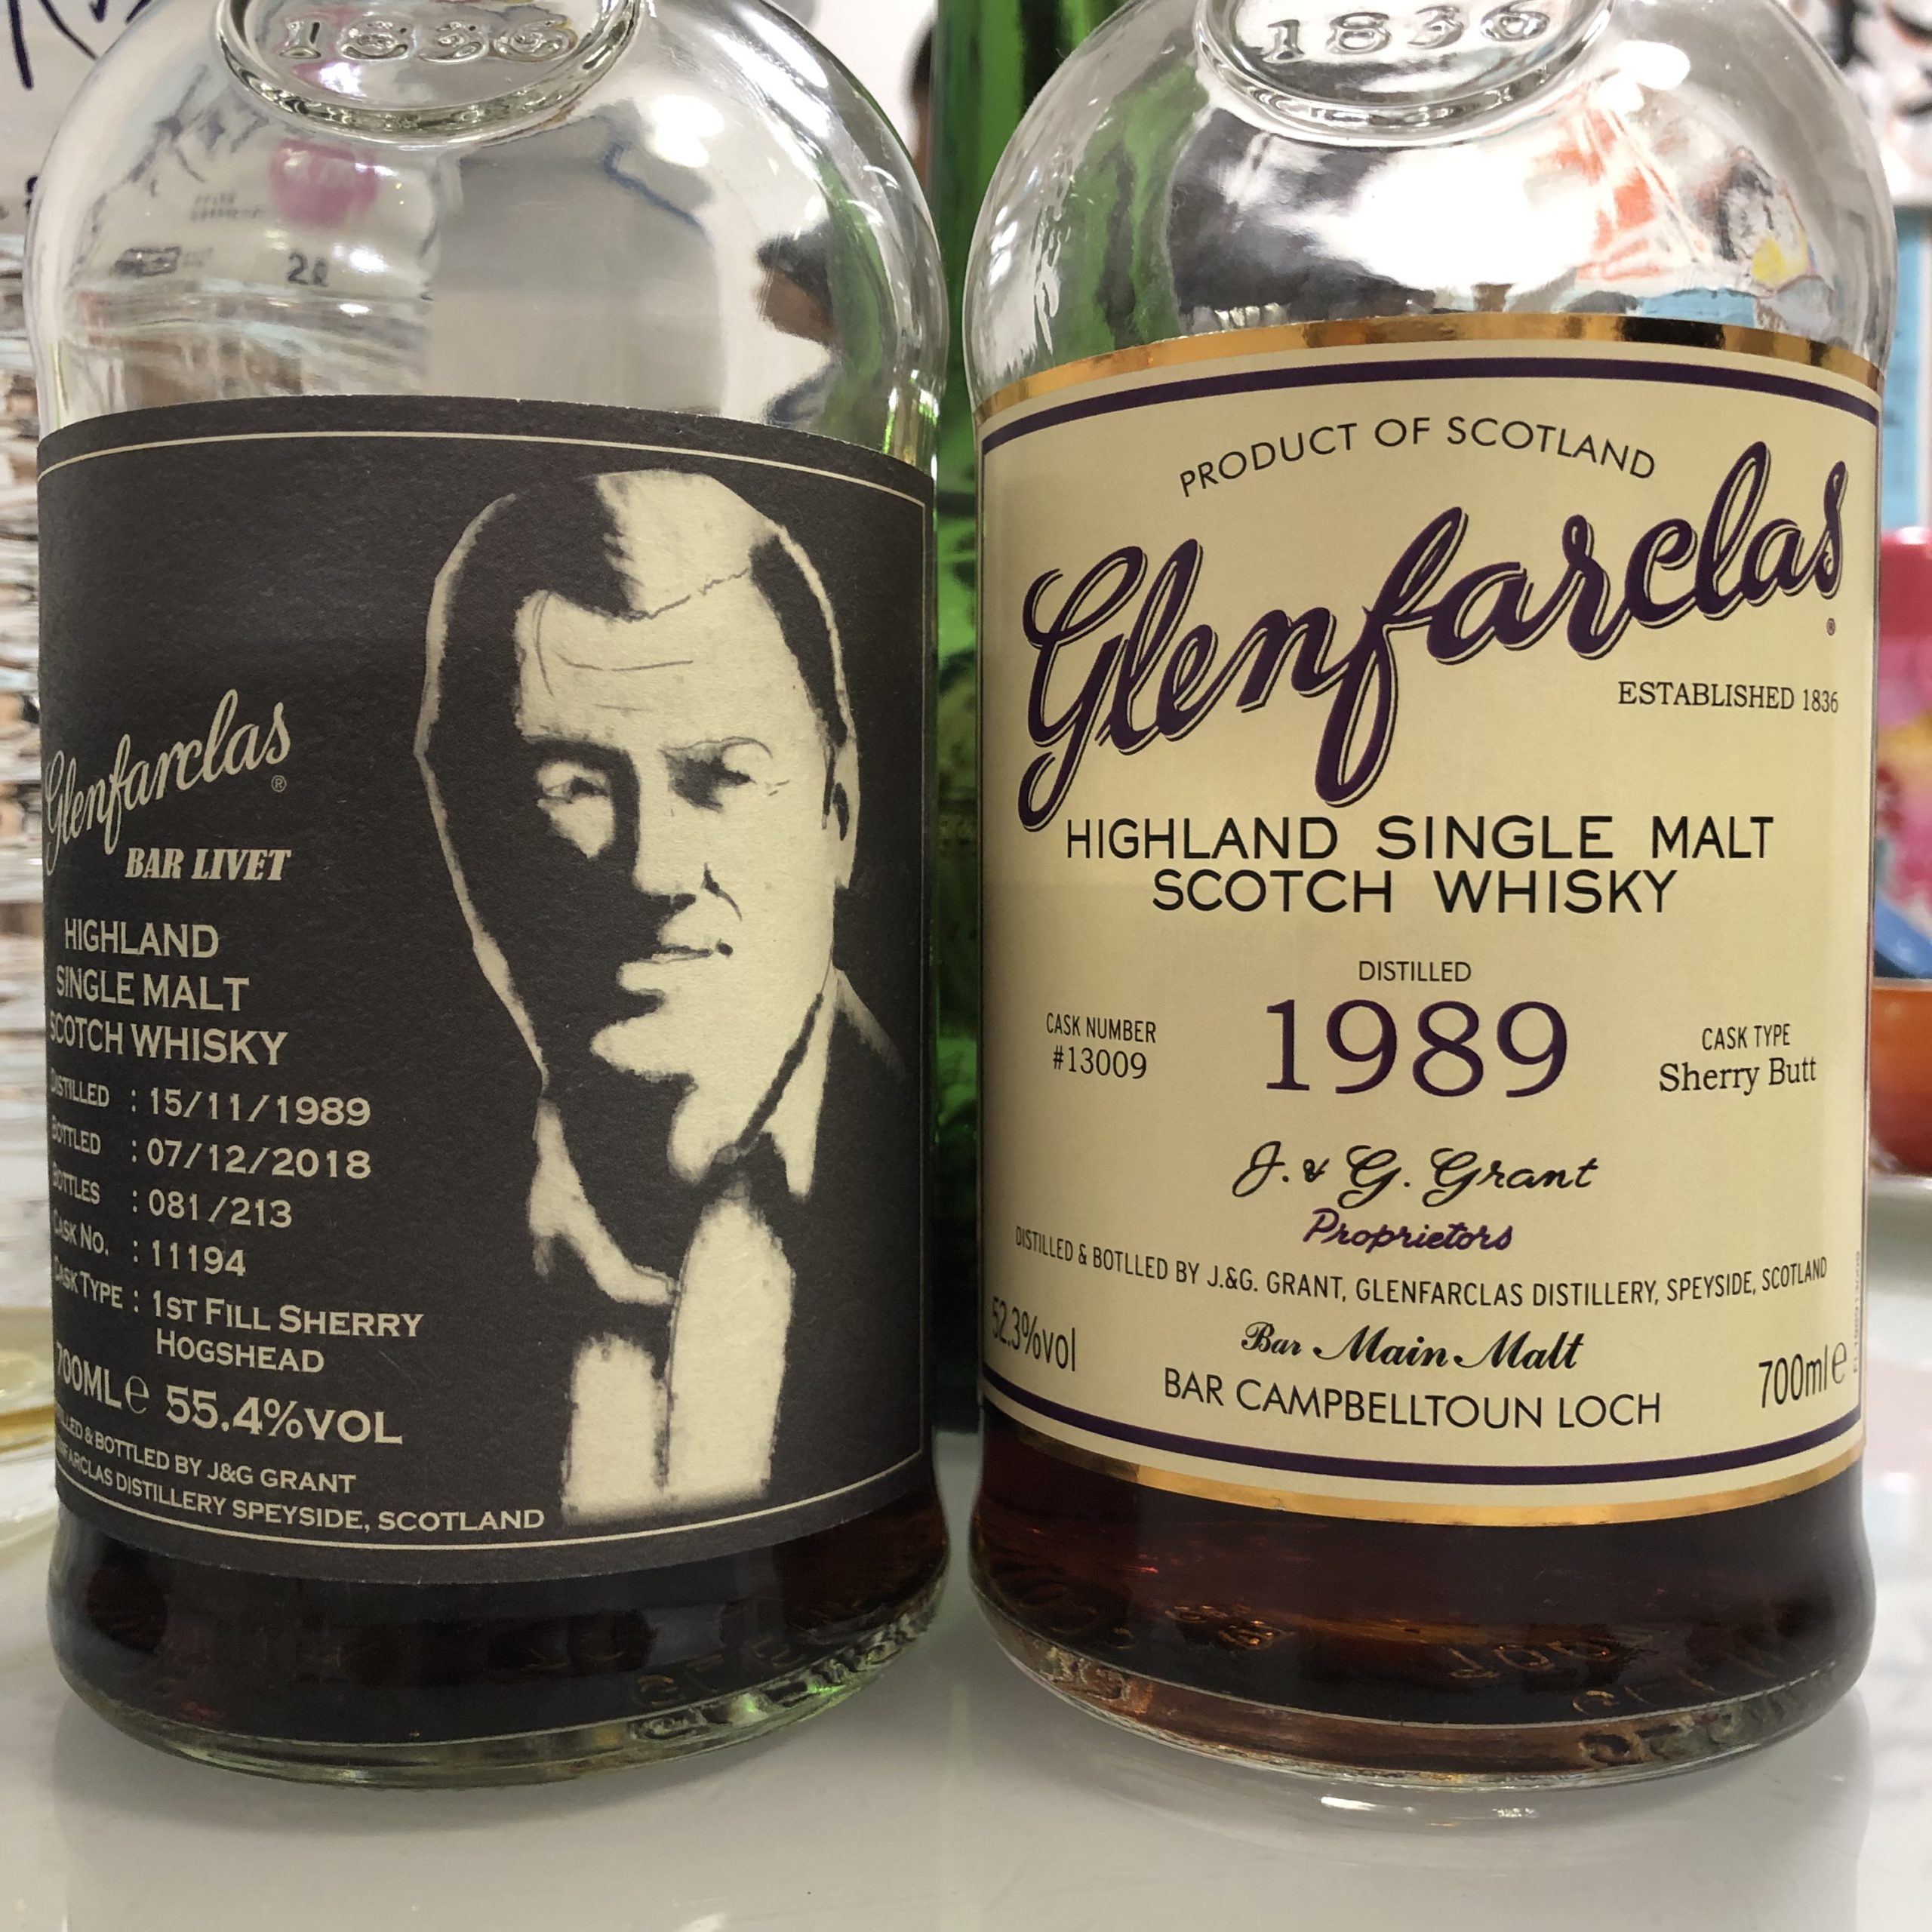 1836
2ℓ
Glenfarclas
®
BAR LIVET
HIGHLAND
SINGLE MALT
SCOTCH WHISKY
DISTILLED : 15/11/1989
BOTTLED : 07/12/2018
BOTTLES : 081/213
CASK NO. : 11194
CASK TYPE : 1ST FILL SHERRY
HOGSHEAD
700ML e 55.4%VOL
DISTILLED & BOTTLED BY J&G GRANT
GLENFARCLAS DISTILLERY SPEYSIDE, SCOTLAND
1836
PRODUCT OF SCOTLAND
Glenfarclas
®
ESTABLISHED 1836
HIGHLAND SINGLE MALT
SCOTCH WHISKY
DISTILLED
1989
CASK NUMBER
#13009
CASK TYPE
Sherry Butt
J. & G. Grant
Proprietors
DISTILLED & BOTLLED BY J.&G. GRANT, GLENFARCLAS DISTILLERY, SPEYSIDE, SCOTLAND
52.3%vol
Bar Main Malt
BAR CAMPBELLTOUN LOCH
700ml e